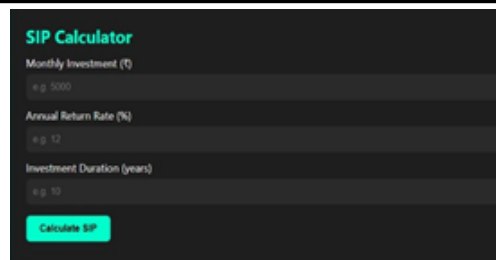 SIP Calculator
Monthly Investment (₹)
e.g. 5000
Annual Return Rate (%)
e.g. 12
Investment Duration (years)
e.g. 10
Calculate SIP